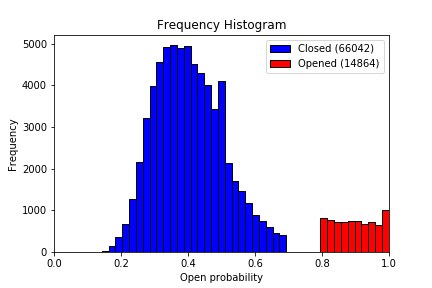 Frequency Histogram
Closed (66042)
Opened (14864)
Frequency
5000
4000
3000
2000
1000
0
0.0 0.2 0.4 0.6 0.8 1.0
Open probability